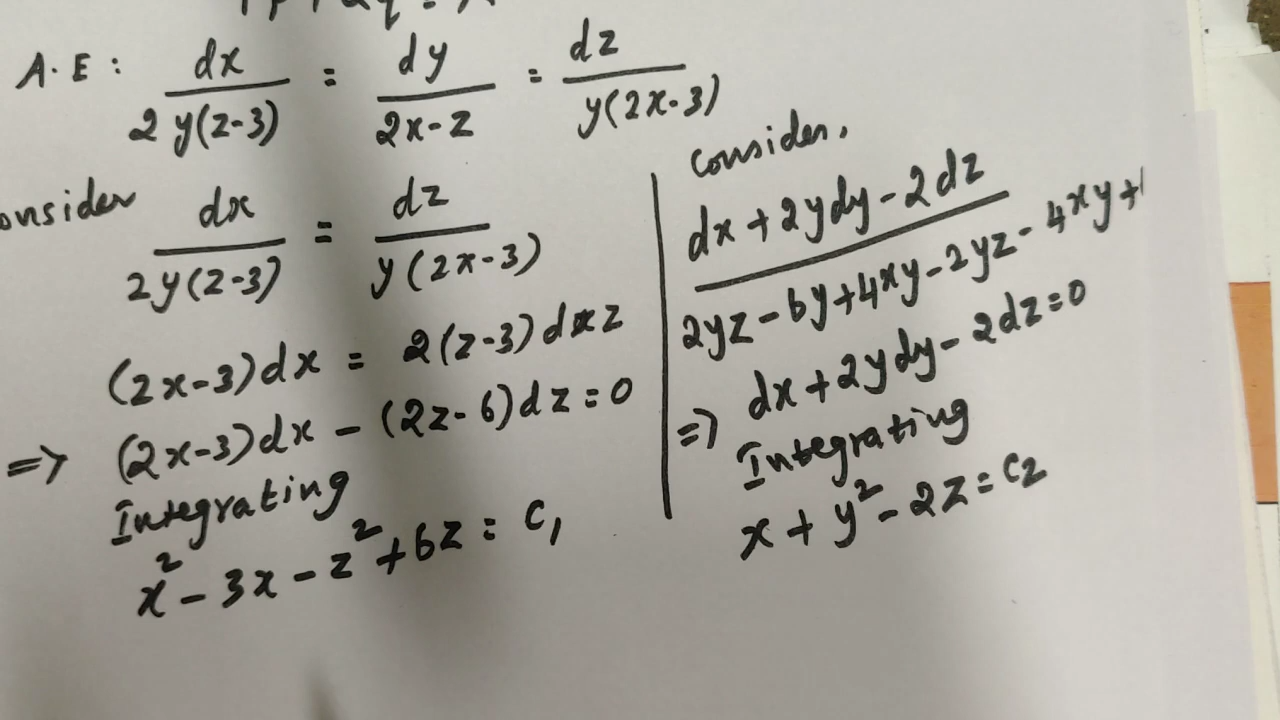 A.E : dx / 2y(z-3) = dy / 2x-z = dz / y(2x-3)
dx / 2y(z-3) = dz / y(2x-3)
(2x-3)dx = 2(z-3)dz
=> (2x-3)dx - (2z-6)dz = 0
Integrating
x² - 3x - z² + 6z = c₁
Consider,
dx + 2ydy - 2dz / 2yz - 6y + 4xy - 2yz - 4xy +
=> dx + 2ydy - 2dz = 0
Integrating
x + y² - 2z = c₂